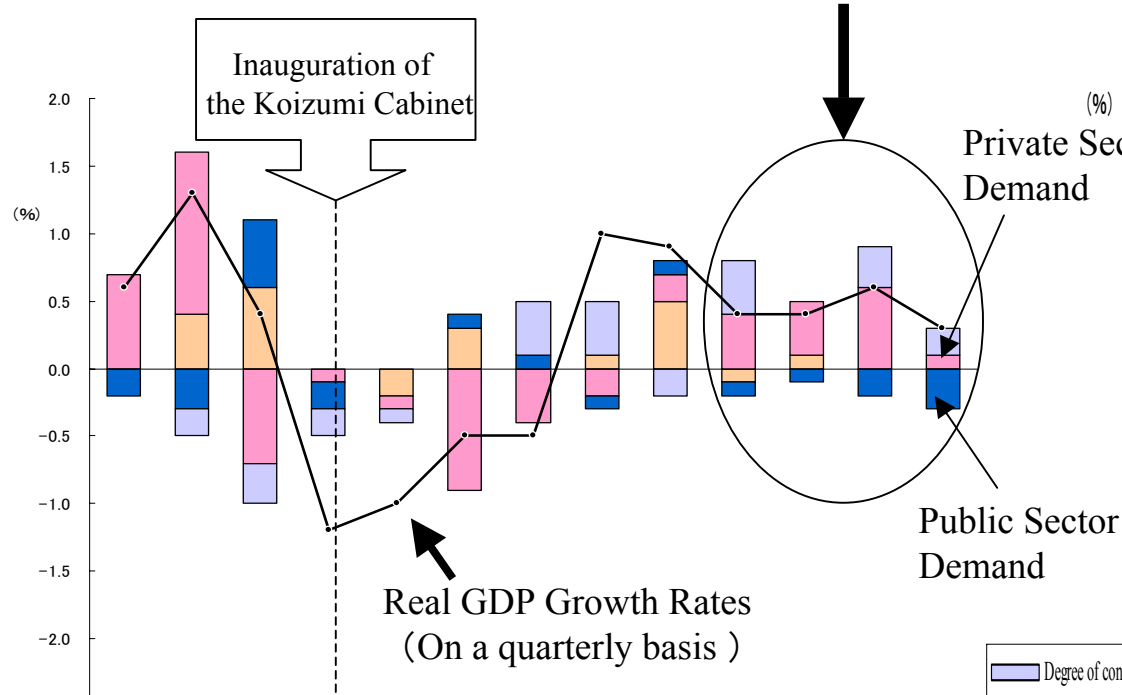 Inauguration of
the Koizumi Cabinet
(%)
2.0
1.5
1.0
0.5
0.0
-0.5
-1.0
-1.5
-2.0
(%)
Private Sec
Demand
Public Sector
Demand
Real GDP Growth Rates
(On a quarterly basis )
Degree of con